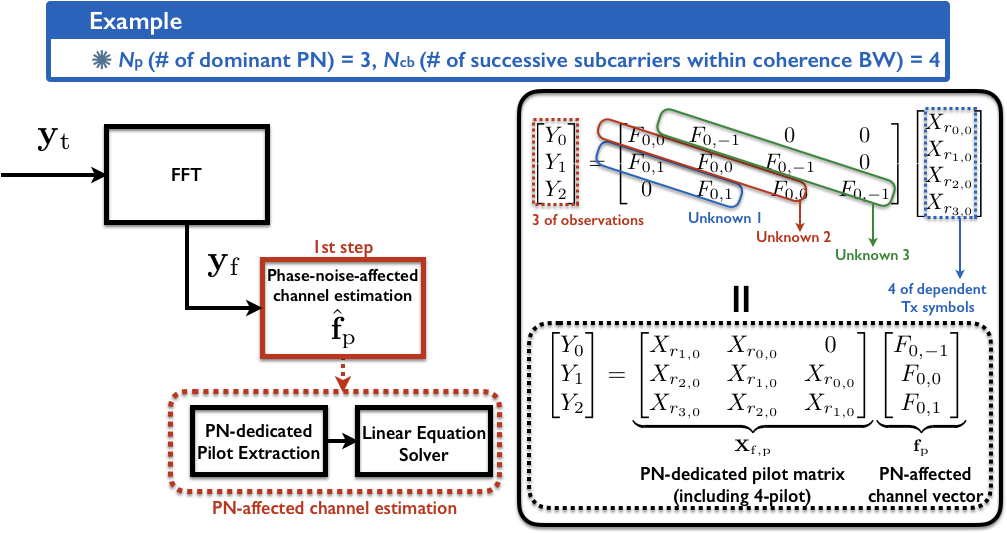 Example
✺ Np (# of dominant PN) = 3, Ncb (# of successive subcarriers within coherence BW) = 4
yt
FFT
yf
1st step
Phase-noise-affected
channel estimation
f̂p
PN-dedicated
Pilot Extraction
Linear Equation
Solver
PN-affected channel estimation
Y0 F0,0 F0,-1 0 0 Xr0,0
Y1 = F0,1 F0,0 F0,-1 0 Xr1,0
Y2 0 F0,1 F0,0 F0,-1 Xr2,0
Xr3,0
3 of observations
Unknown 1
Unknown 2
Unknown 3
4 of dependent
Tx symbols
=
Y0 Xr1,0 Xr0,0 0 F0,-1
Y1 = Xr2,0 Xr1,0 Xr0,0 F0,0
Y2 Xr3,0 Xr2,0 Xr1,0 F0,1
Xf,p
fp
PN-dedicated pilot matrix
(including 4-pilot)
PN-affected
channel vector